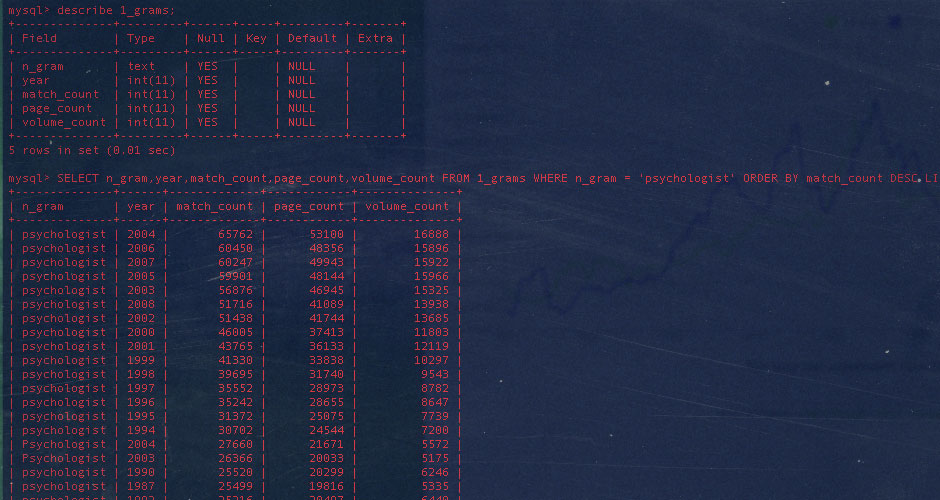 mysql> describe 1_grams;
+--------------+---------+------+-----+---------+-------+
| Field        | Type    | Null | Key | Default | Extra |
+--------------+---------+------+-----+---------+-------+
| n_gram       | text    | YES  |     | NULL    |       |
| year         | int(11) | YES  |     | NULL    |       |
| match_count  | int(11) | YES  |     | NULL    |       |
| page_count   | int(11) | YES  |     | NULL    |       |
| volume_count | int(11) | YES  |     | NULL    |       |
+--------------+---------+------+-----+---------+-------+
5 rows in set (0.01 sec)
mysql> SELECT n_gram,year,match_count,page_count,volume_count FROM 1_grams WHERE n_gram = 'psychologist' ORDER BY match_count DESC LI
+--------------+------+-------------+------------+--------------+
| n_gram       | year | match_count | page_count | volume_count |
+--------------+------+-------------+------------+--------------+
| psychologist | 2004 |       65762 |      53100 |        16888 |
| psychologist | 2006 |       60450 |      48356 |        15896 |
| psychologist | 2007 |       60247 |      49943 |        15922 |
| psychologist | 2005 |       59901 |      48144 |        15966 |
| psychologist | 2003 |       56876 |      46945 |        15325 |
| psychologist | 2008 |       51716 |      41089 |        13938 |
| psychologist | 2002 |       51438 |      41744 |        13685 |
| psychologist | 2000 |       46005 |      37413 |        11803 |
| psychologist | 2001 |       43765 |      36133 |        12119 |
| psychologist | 1999 |       41330 |      33838 |        10297 |
| psychologist | 1998 |       39695 |      31740 |         9543 |
| psychologist | 1997 |       35552 |      28973 |         8782 |
| psychologist | 1996 |       35242 |      28655 |         8647 |
| psychologist | 1995 |       31372 |      25075 |         7739 |
| psychologist | 1994 |       30702 |      24544 |         7200 |
| Psychologist | 2004 |       27660 |      21671 |         5572 |
| Psychologist | 2003 |       26366 |      20033 |         5175 |
| psychologist | 1990 |       25520 |      20299 |         6246 |
| psychologist | 1987 |       25499 |      19816 |         5335 |